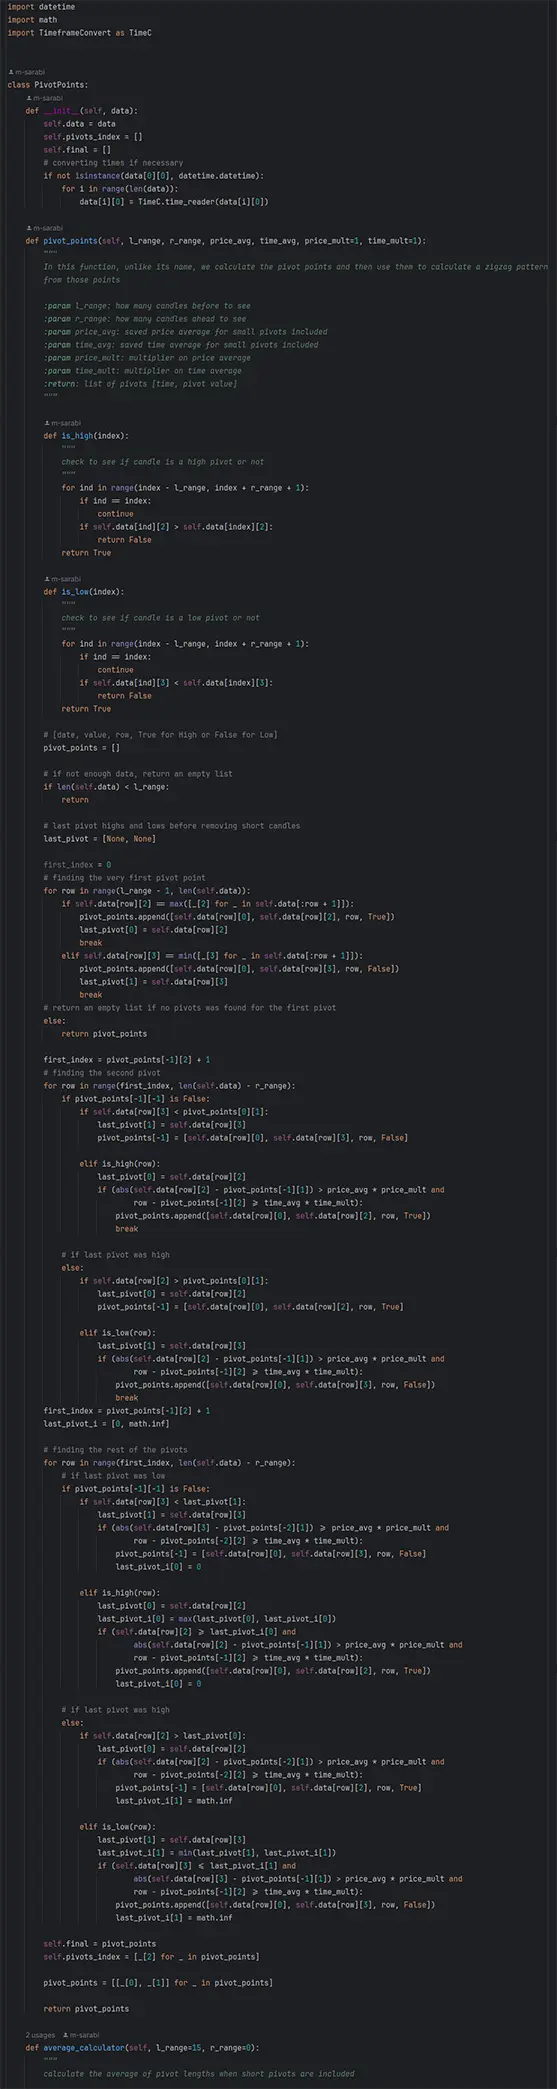 import datetime
import math
import TimeframeConvert as TimeC
m-sarabi
class PivotPoints:
m-sarabi
def __init__(self, data):
self.data = data
self.pivots_index = []
self.final = []
# converting times if necessary
if not isinstance(data[0][0], datetime.datetime):
for i in range(len(data)):
data[i][0] = TimeC.time_reader(data[i][0])
m-sarabi
def pivot_points(self, l_range, r_range, price_avg, time_avg, price_mult=1, time_mult=1):
"""
In this function, unlike its name, we calculate the pivot points and then use them to calculate a zigzag pattern
from those points
:param l_range: how many candles before to see
:param r_range: how many candles ahead to see
:param price_avg: saved price average for small pivots included
:param time_avg: saved time average for small pivots included
:param price_mult: multiplier on price average
:param time_mult: multiplier on time average
:return: list of pivots [time, pivot value]
"""
m-sarabi
def is_high(index):
"""
check to see if candle is a high pivot or not
"""
for ind in range(index - l_range, index + r_range + 1):
if ind == index:
continue
if self.data[ind][2] > self.data[index][2]:
return False
return True
m-sarabi
def is_low(index):
"""
check to see if candle is a low pivot or not
"""
for ind in range(index - l_range, index + r_range + 1):
if ind == index:
continue
if self.data[ind][3] < self.data[index][3]:
return False
return True
# [date, value, row, True for High or False for Low]
pivot_points = []
# if not enough data, return an empty list
if len(self.data) < l_range:
return
# last pivot highs and lows before removing short candles
last_pivot = [None, None]
first_index = 0
# finding the very first pivot point
for row in range(l_range - 1, len(self.data)):
if self.data[row][2] == max([_[2] for _ in self.data[:row + 1]]):
pivot_points.append([self.data[row][0], self.data[row][2], row, True])
last_pivot[0] = self.data[row][2]
break
elif self.data[row][3] == min([_[3] for _ in self.data[:row + 1]]):
pivot_points.append([self.data[row][0], self.data[row][3], row, False])
last_pivot[1] = self.data[row][3]
break
# return an empty list if no pivots was found for the first pivot
else:
return pivot_points
first_index = pivot_points[-1][2] + 1
# finding the second pivot
for row in range(first_index, len(self.data) - r_range):
if pivot_points[-1][-1] is False:
if self.data[row][3] < pivot_points[0][1]:
last_pivot[1] = self.data[row][3]
pivot_points[-1] = [self.data[row][0], self.data[row][3], row, False]
elif is_high(row):
last_pivot[0] = self.data[row][2]
if (abs(self.data[row][2] - pivot_points[-1][1]) > price_avg * price_mult and
row - pivot_points[-1][2] >= time_avg * time_mult):
pivot_points.append([self.data[row][0], self.data[row][2], row, True])
break
# if last pivot was high
else:
if self.data[row][2] > pivot_points[0][1]:
last_pivot[0] = self.data[row][2]
pivot_points[-1] = [self.data[row][0], self.data[row][2], row, True]
elif is_low(row):
last_pivot[1] = self.data[row][3]
if (abs(self.data[row][2] - pivot_points[-1][1]) > price_avg * price_mult and
row - pivot_points[-1][2] >= time_avg * time_mult):
pivot_points.append([self.data[row][0], self.data[row][3], row, False])
break
first_index = pivot_points[-1][2] + 1
last_pivot_i = [0, math.inf]
# finding the rest of the pivots
for row in range(first_index, len(self.data) - r_range):
# if last pivot was low
if pivot_points[-1][-1] is False:
if self.data[row][3] < last_pivot[1]:
last_pivot[1] = self.data[row][3]
if (abs(self.data[row][3] - pivot_points[-2][1]) >= price_avg * price_mult and
row - pivot_points[-2][2] >= time_avg * time_mult):
pivot_points[-1] = [self.data[row][0], self.data[row][3], row, False]
last_pivot_i[0] = 0
elif is_high(row):
last_pivot[0] = self.data[row][2]
last_pivot_i[0] = max(last_pivot[0], last_pivot_i[0])
if (self.data[row][2] >= last_pivot_i[0] and
abs(self.data[row][2] - pivot_points[-1][1]) > price_avg * price_mult and
row - pivot_points[-1][2] >= time_avg * time_mult):
pivot_points.append([self.data[row][0], self.data[row][2], row, True])
last_pivot_i[0] = 0
# if last pivot was high
else:
if self.data[row][2] > last_pivot[0]:
last_pivot[0] = self.data[row][2]
if (abs(self.data[row][2] - pivot_points[-2][1]) > price_avg * price_mult and
row - pivot_points[-2][2] >= time_avg * time_mult):
pivot_points[-1] = [self.data[row][0], self.data[row][2], row, True]
last_pivot_i[1] = math.inf
elif is_low(row):
last_pivot[1] = self.data[row][3]
last_pivot_i[1] = min(last_pivot[1], last_pivot_i[1])
if (self.data[row][3] <= last_pivot_i[1] and
abs(self.data[row][3] - pivot_points[-1][1]) > price_avg * price_mult and
row - pivot_points[-1][2] >= time_avg * time_mult):
pivot_points.append([self.data[row][0], self.data[row][3], row, False])
last_pivot_i[1] = math.inf
self.final = pivot_points
self.pivots_index = [_[2] for _ in pivot_points]
pivot_points = [[_[0], _[1]] for _ in pivot_points]
return pivot_points
2 usages m-sarabi
def average_calculator(self, l_range=15, r_range=0):
"""
calculate the average of pivot lengths when short pivots are included